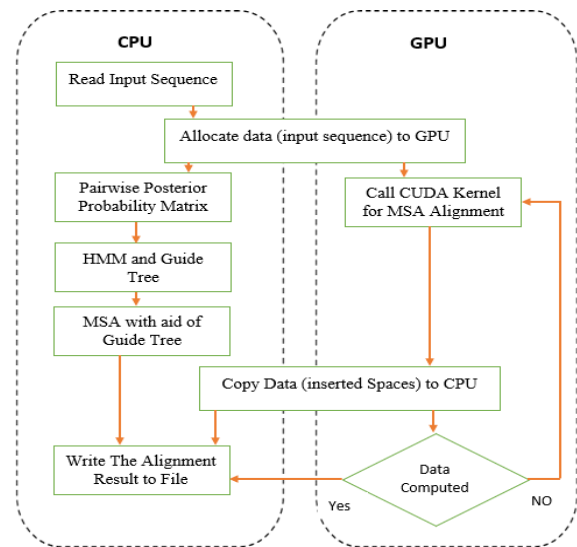 CPU
GPU
Read Input Sequence
Allocate data (input sequence) to GPU
Pairwise Posterior
Probability Matrix
Call CUDA Kernel
for MSA Alignment
HMM and Guide
Tree
MSA with aid of
Guide Tree
Copy Data (inserted Spaces) to CPU
Write The Alignment
Result to File
Data
Computed
Yes
NO